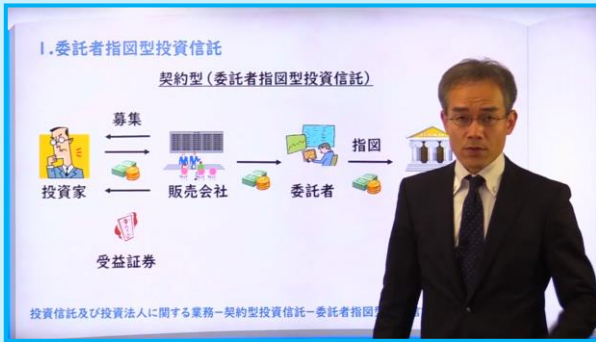 1.委託者指図型投資信託
契約型(委託者指図型投資信託)
募集
指図
投資家
販売会社
委託者
受益証券
投資信託及び投資法人に関する業務-契約型投資信託-委託者指図